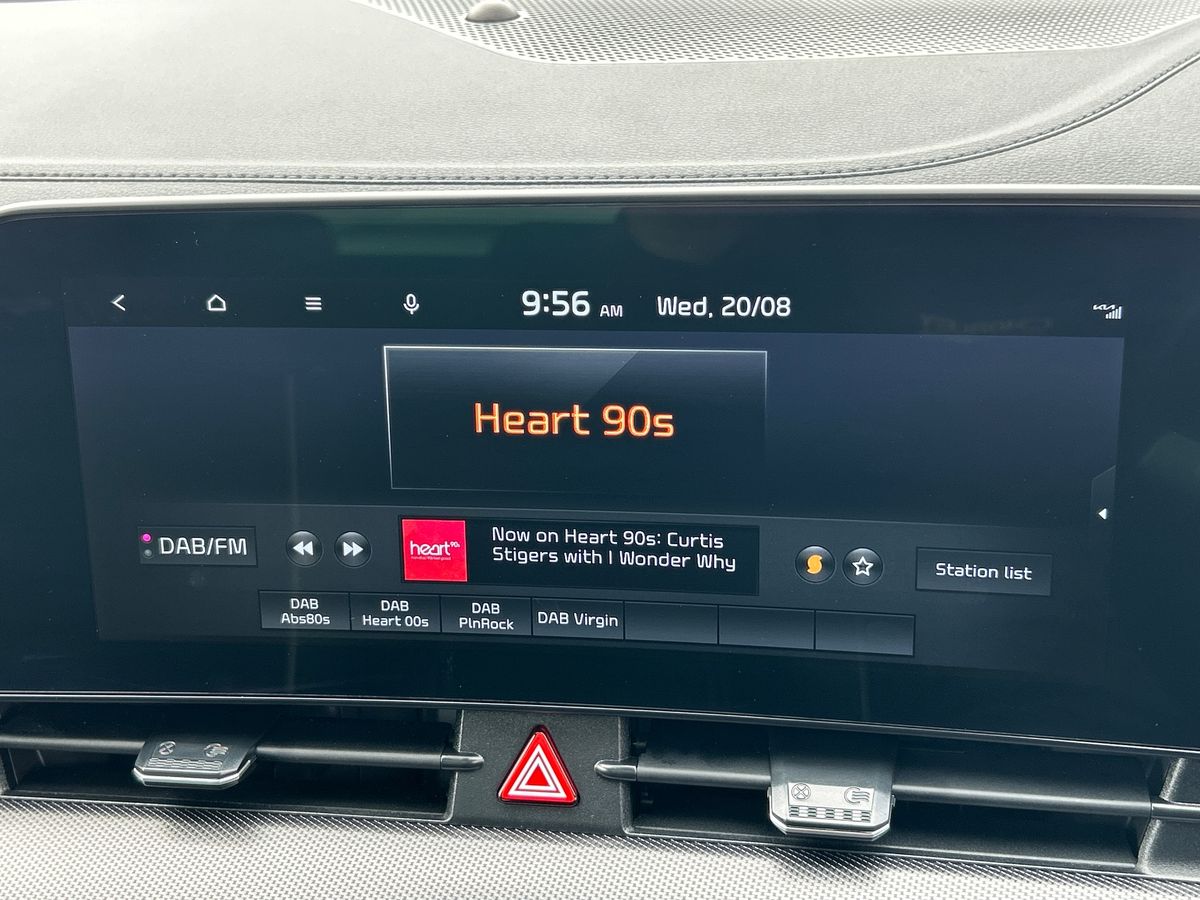 9:56 AM Wed, 20/08
KIA
Heart 90s
DAB/FM
heart 90s
Now on Heart 90s: Curtis
Stigers with I Wonder Why
Station list
DAB
Abs80s
DAB
Heart 00s
DAB
PlnRock
DAB Virgin